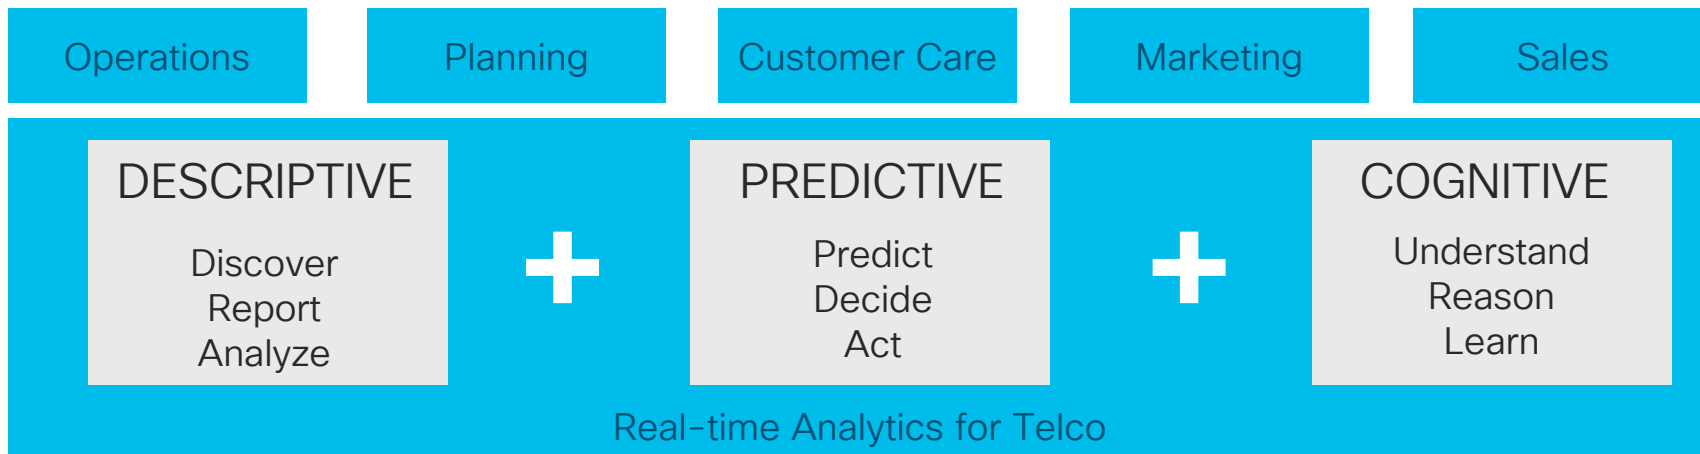 Operations
Planning
Customer Care
Marketing
Sales
DESCRIPTIVE
Discover
Report
Analyze
PREDICTIVE
Predict
Decide
Act
COGNITIVE
Understand
Reason
Learn
Real-time Analytics for Telco